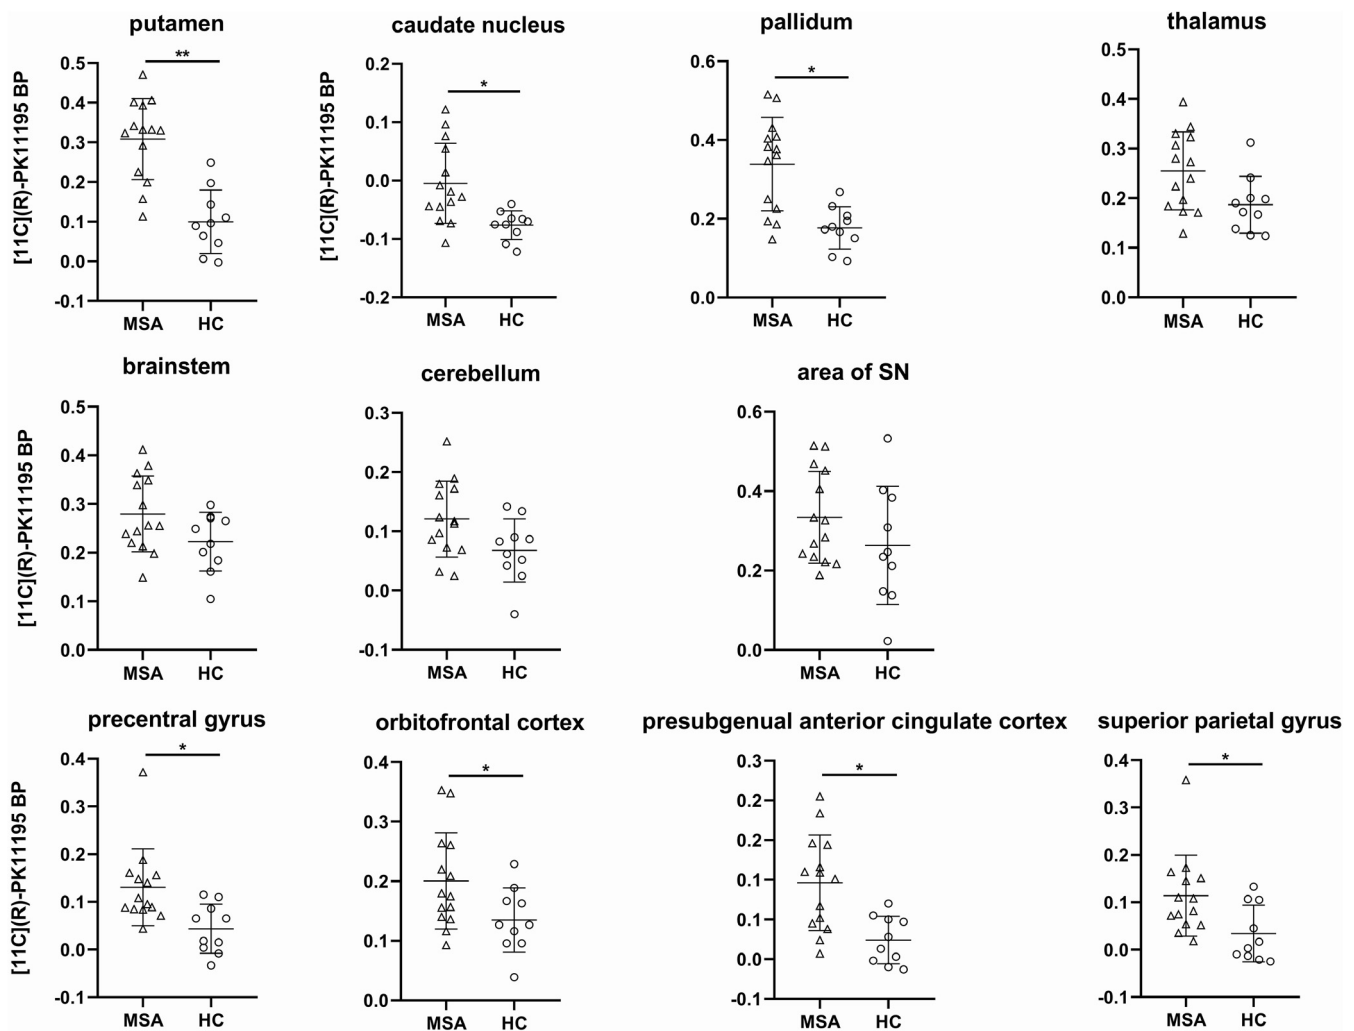 putamen
caudate nucleus
pallidum
thalamus
[11C](R)-PK11195 BP
0.5
0.4
0.3
0.2
0.1
0.0
-0.1
**
MSA HC
[11C](R)-PK11195 BP
0.2
0.1
0.0
-0.1
-0.2
*
MSA HC
0.6
0.4
0.2
0.0
*
MSA HC
0.5
0.4
0.3
0.2
0.1
0.0
MSA HC
brainstem
cerebellum
area of SN
[11C](R)-PK11195 BP
0.5
0.4
0.3
0.2
0.1
0.0
MSA HC
0.3
0.2
0.1
0.0
-0.1
MSA HC
0.6
0.4
0.2
0.0
MSA HC
precentral gyrus
orbitofrontal cortex
presubgenual anterior cingulate cortex
superior parietal gyrus
[11C](R)-PK11195 BP
0.4
0.3
0.2
0.1
0.0
-0.1
*
MSA HC
0.4
0.3
0.2
0.1
0.0
*
MSA HC
0.3
0.2
0.2
0.1
0.1
0.0
-0.1
*
MSA HC
0.4
0.3
0.2
0.1
0.0
-0.1
*
MSA HC